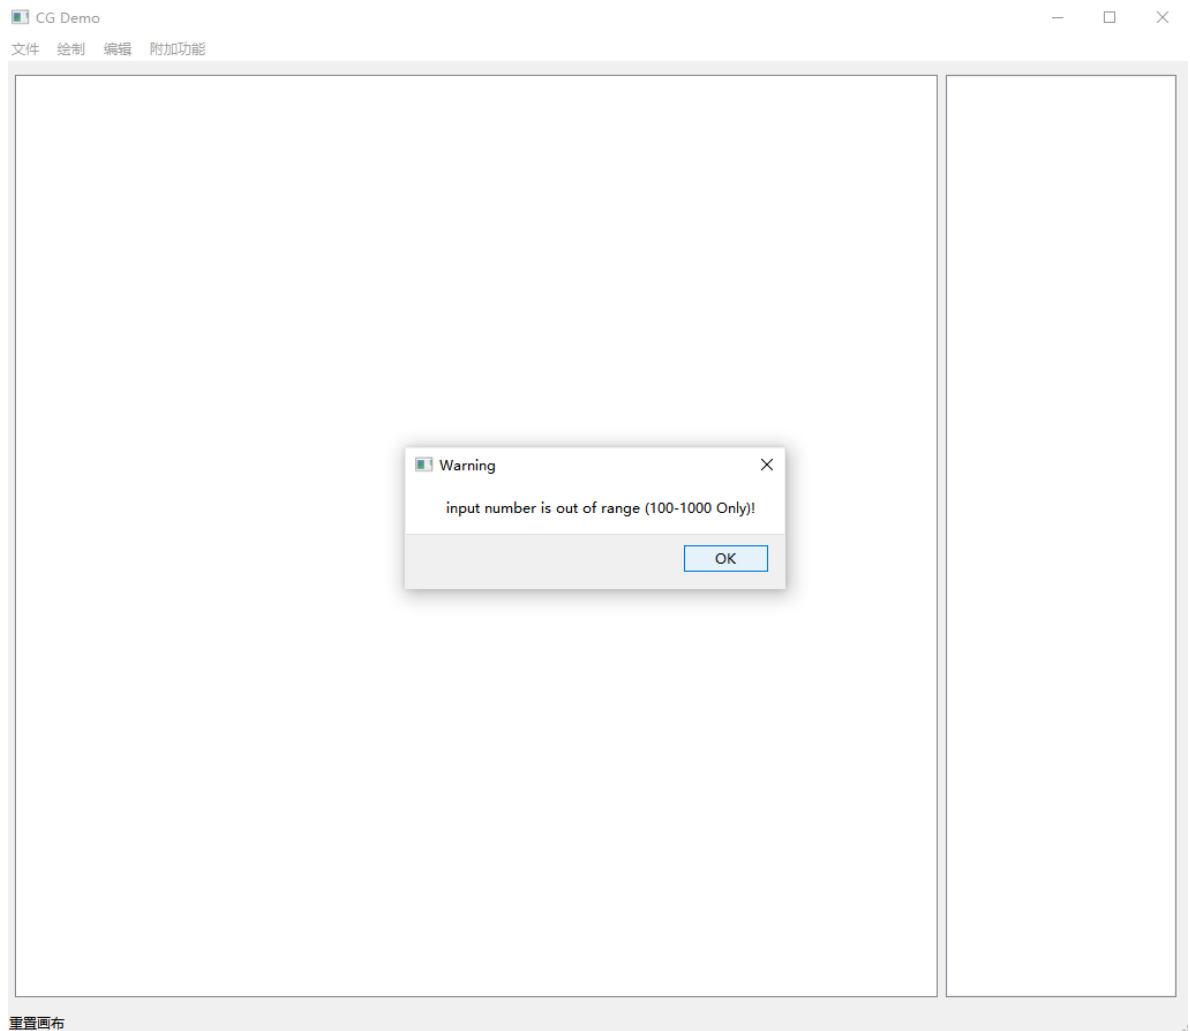 CG Demo
文件 绘制 编辑 附加功能
Warning
input number is out of range (100-1000 Only)!
OK
重置画布